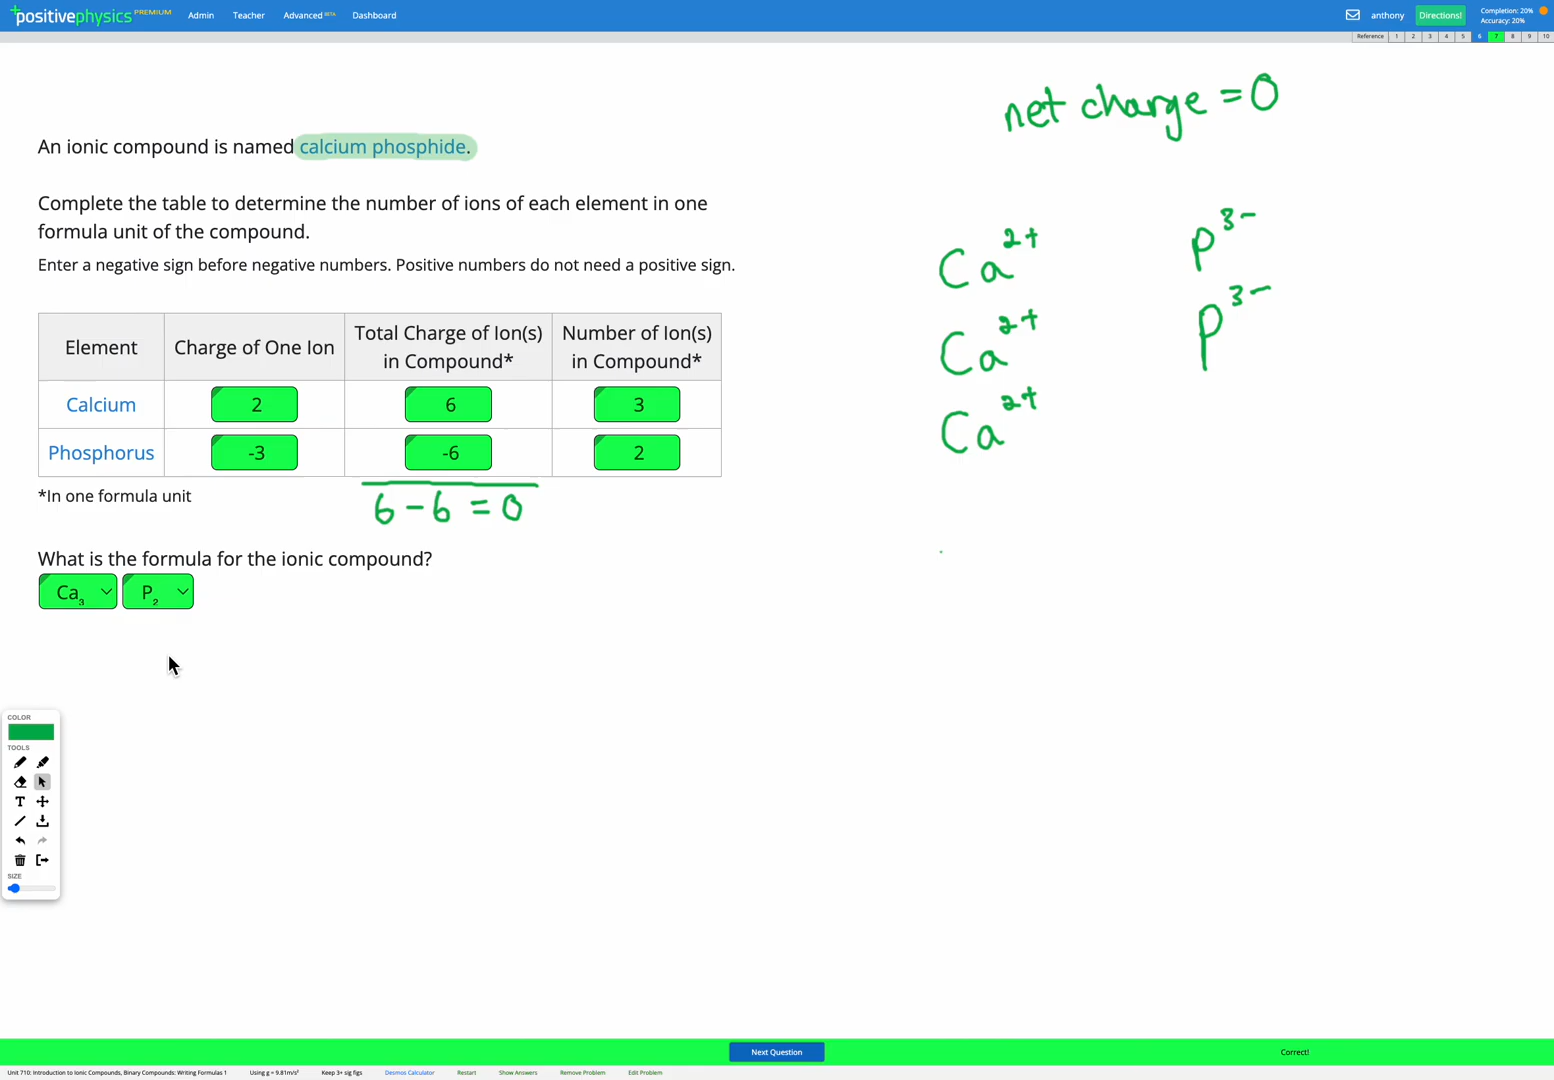 positivephysics PREMIUM Admin Teacher Advanced BETA Dashboard anthony Directions! Completion: 20%
Accuracy: 20%
Reference 1 2 3 4 5 6 7 8 9 10
net charge = 0
An ionic compound is named calcium phosphide.
Complete the table to determine the number of ions of each element in one
formula unit of the compound.
Enter a negative sign before negative numbers. Positive numbers do not need a positive sign.
Ca²⁺ P³⁻
Ca²⁺ P³⁻
Ca²⁺
Element Charge of One Ion Total Charge of Ion(s) in Compound* Number of Ion(s) in Compound*
Calcium 2 6 3
Phosphorus -3 -6 2
*In one formula unit
6 - 6 = 0
What is the formula for the ionic compound?
Ca₃ P₂
COLOR
TOOLS
T
SIZE
Next Question Correct!
Unit 710: Introduction to Ionic Compounds, Binary Compounds: Writing Formulas 1 Using g = 9.81m/s² Keep 3+ sig figs Desmos Calculator Restart Show Answers Remove Problem Edit Problem